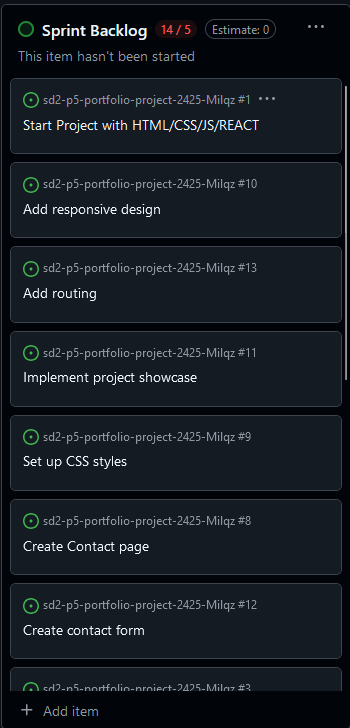 Sprint Backlog 14 / 5 Estimate: 0
This item hasn't been started
sd2-p5-portfolio-project-2425-Milqz #1
Start Project with HTML/CSS/JS/REACT
sd2-p5-portfolio-project-2425-Milqz #10
Add responsive design
sd2-p5-portfolio-project-2425-Milqz #13
Add routing
sd2-p5-portfolio-project-2425-Milqz #11
Implement project showcase
sd2-p5-portfolio-project-2425-Milqz #9
Set up CSS styles
sd2-p5-portfolio-project-2425-Milqz #8
Create Contact page
sd2-p5-portfolio-project-2425-Milqz #12
Create contact form
sd2-p5-portfolio-project-2425-Milqz #3
Add item